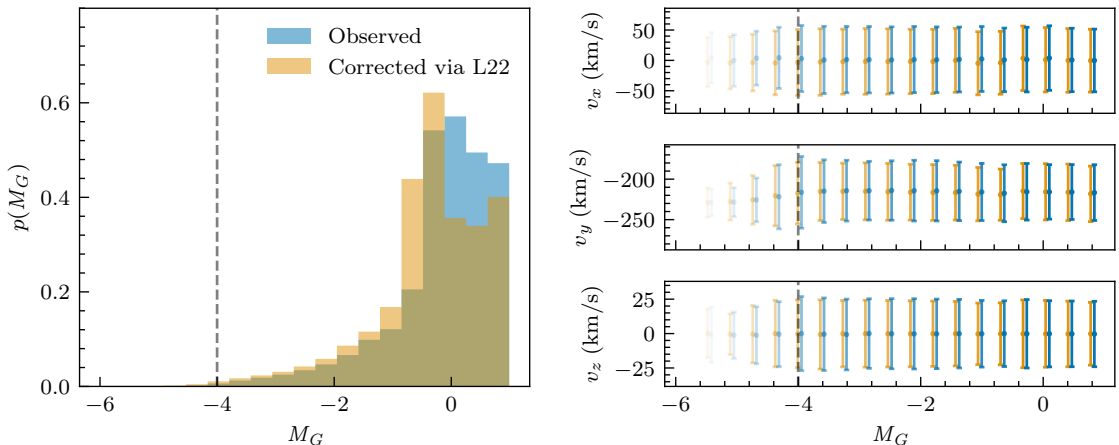 Observed
Corrected via L22
p(M_G)
0.6
0.4
0.2
0.0
−6
−4
−2
0
M_G
v_x (km/s)
50
0
−50
v_y (km/s)
−200
−250
v_z (km/s)
25
0
−25
−6
−4
−2
0
M_G